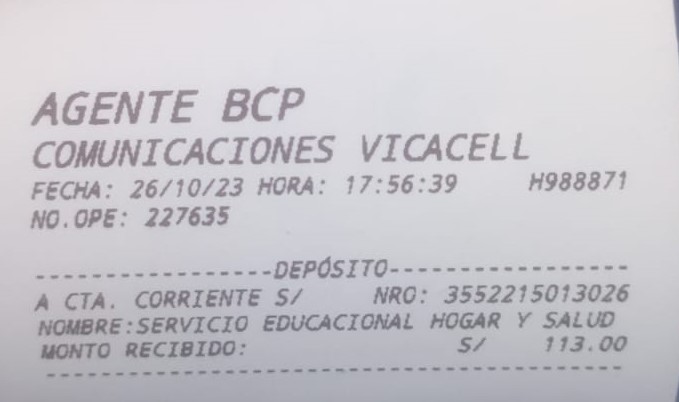 AGENTE BCP
COMUNICACIONES VICACELL
FECHA: 26/10/23 HORA: 17:56:39 H988871
NO.OPE: 227635
-----------------DEPÓSITO-----------------
A CTA. CORRIENTE S/ NRO: 3552215013026
NOMBRE:SERVICIO EDUCACIONAL HOGAR Y SALUD
MONTO RECIBIDO: S/ 113.00
------------------------------------------